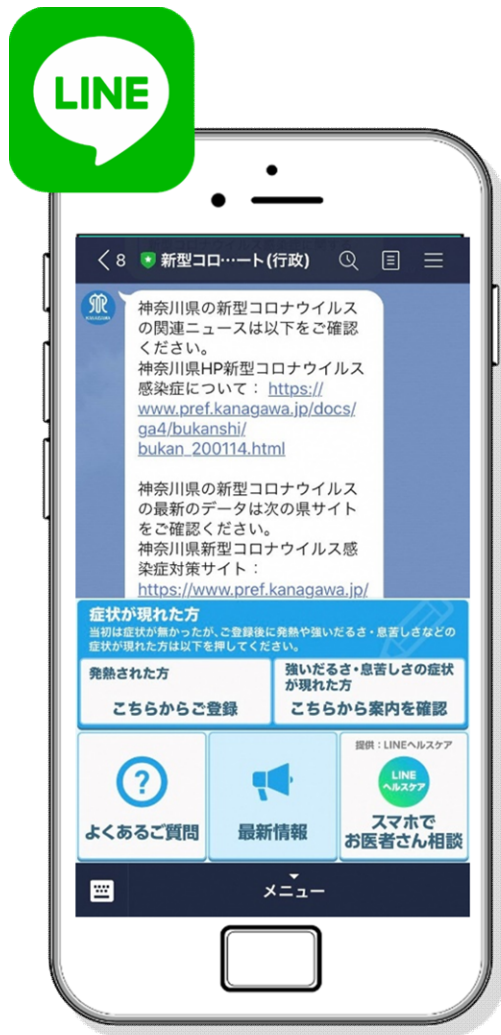 LINE
8 新型コロ…ート(行政)
神奈川県の新型コロナウイルス
の関連ニュースは以下をご確認
ください。
神奈川県HP新型コロナウイルス
感染症について： https://
www.pref.kanagawa.jp/docs/
ga4/bukanshi/
bukan_200114.html
神奈川県の新型コロナウイルス
の最新のデータは次の県サイト
をご確認ください。
神奈川県新型コロナウイルス感
染症対策サイト：
https://www.pref.kanagawa.jp/
症状が現れた方
当初は症状が無かったが、ご登録後に発熱や強いだるさ・息苦しさなどの
症状が現れた方は以下を押してください。
発熱された方
こちらからご登録
強いだるさ・息苦しさの症状
が現れた方
こちらから案内を確認
?
よくあるご質問
最新情報
提供：LINEヘルスケア
LINE
ヘルスケア
スマホで
お医者さん相談
メニュー